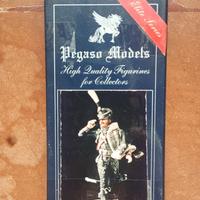 Elite Series
Pegaso Models
High Quality Figurines
for Collectors